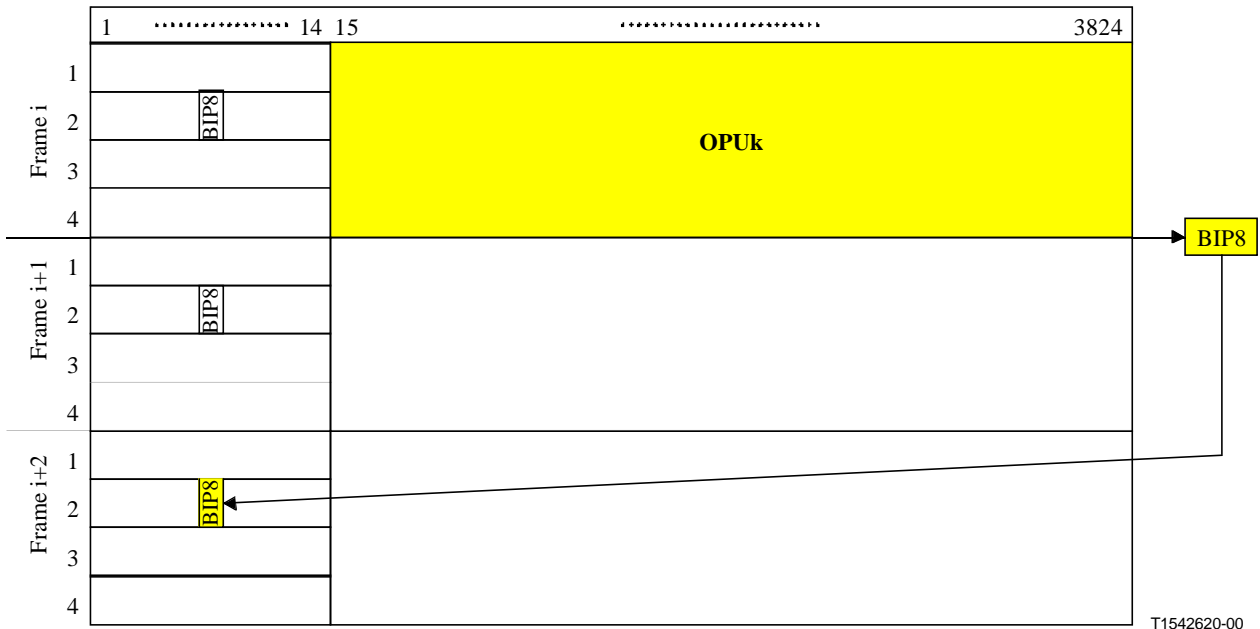 1 14 15 3824
Frame i
1
2 BIP8
3
4
OPUk
BIP8
Frame i+1
1
2 BIP8
3
4
Frame i+2
1
2 BIP8
3
4
T1542620-00